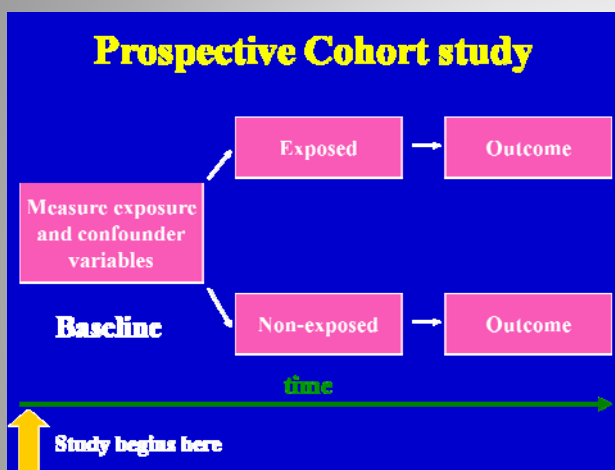 Prospective Cohort study
Exposed
Outcome
Measure exposure
and confounder
variables
Baseline
Non-exposed
Outcome
time
Study begins here